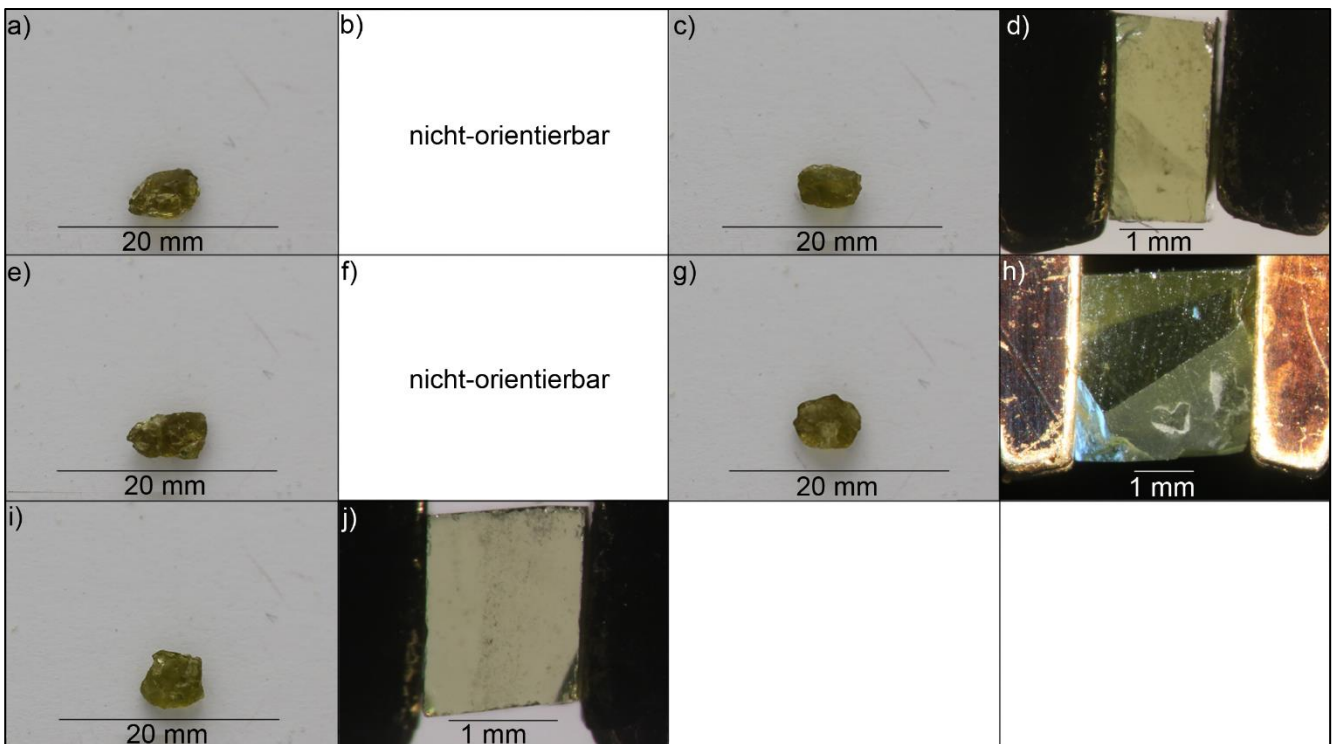 a)
b)
c)
d)
nicht-orientierbar
20 mm
20 mm
1 mm
e)
f)
g)
h)
nicht-orientierbar
20 mm
20 mm
1 mm
i)
j)
20 mm
1 mm